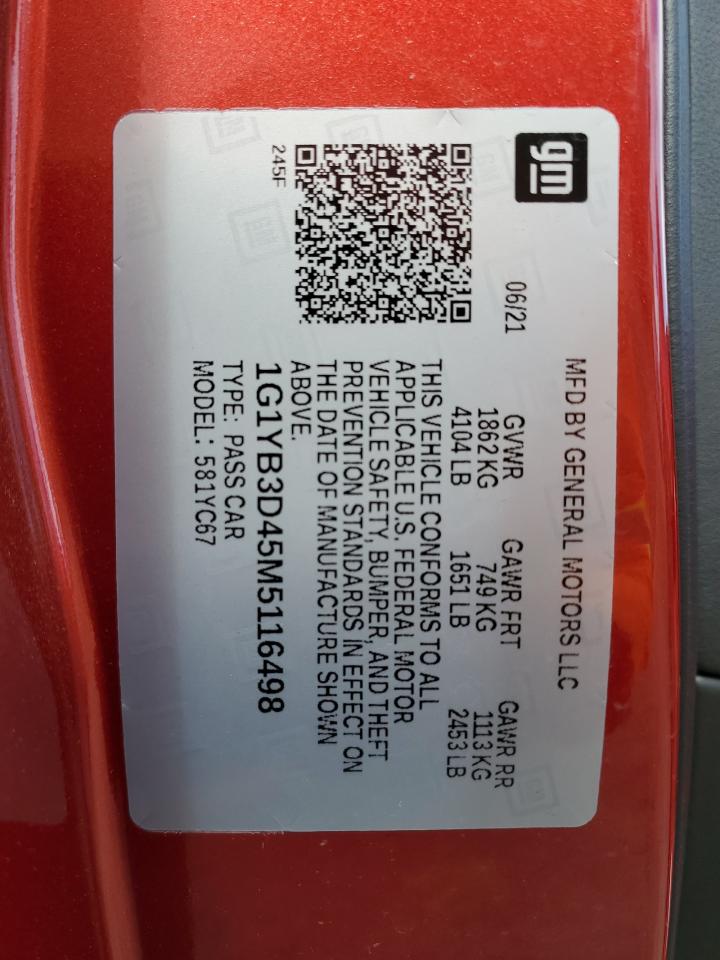 gm
MFD BY GENERAL MOTORS LLC
06/21
GVWR GAWR FRT GAWR RR
1862 KG 749 KG 1113 KG
4104 LB 1651 LB 2453 LB
THIS VEHICLE CONFORMS TO ALL
APPLICABLE U.S. FEDERAL MOTOR
VEHICLE SAFETY, BUMPER, AND THEFT
PREVENTION STANDARDS IN EFFECT ON
THE DATE OF MANUFACTURE SHOWN
ABOVE.
245F
1G1YB3D45M5116498
TYPE: PASS CAR
MODEL: 581YC67